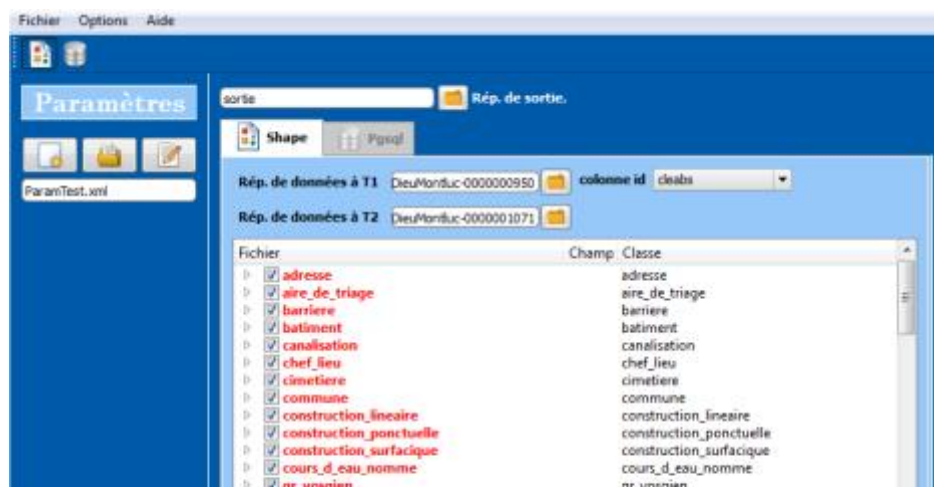 Fichier Options Aide
Paramètres
sortie Rép. de sortie.
Shape Pgsql
ParamTest.xml
Rép. de données à T1 DieuMontluc-0000000950 colonne id cleabs
Rép. de données à T2 DieuMontluc-0000001071
Fichier Champ Classe
adresse adresse
aire_de_triage aire_de_triage
barriere barriere
batiment batiment
canalisation canalisation
chef_lieu chef_lieu
cimetiere cimetiere
commune commune
construction_lineaire construction_lineaire
construction_ponctuelle construction_ponctuelle
construction_surfacique construction_surfacique
cours_d_eau_nomme cours_d_eau_nomme
gr_vosgien gr_vosgien